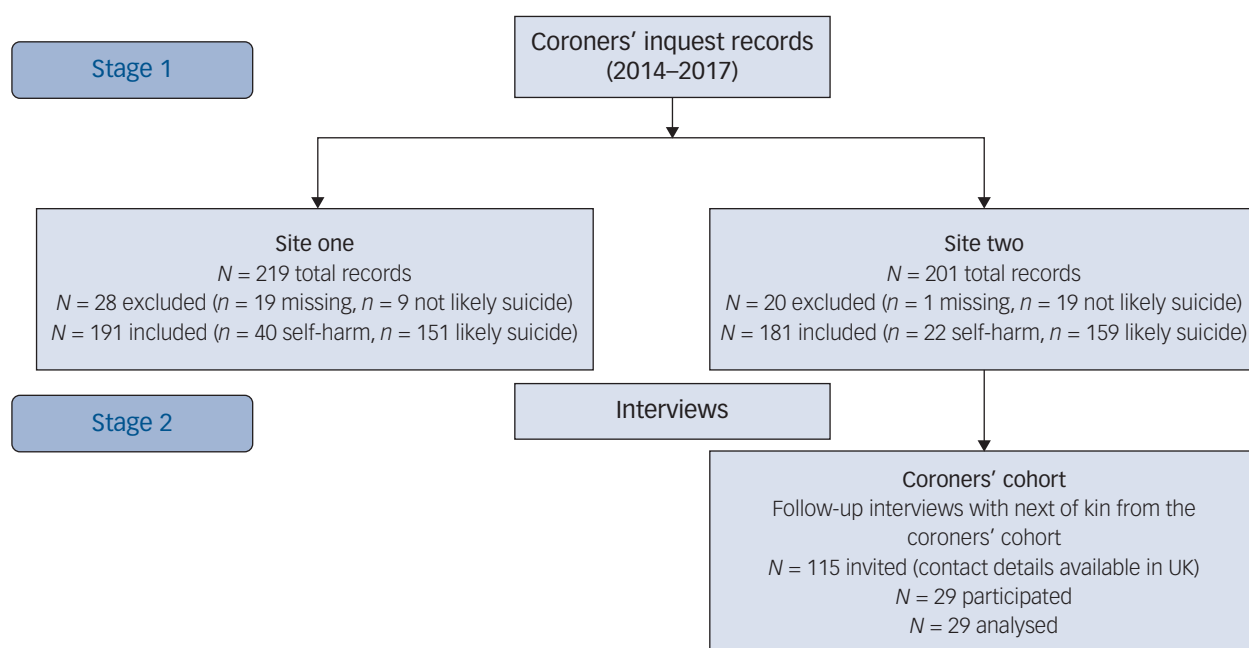 Stage 1
Coroners’ inquest records
(2014–2017)
Site one
N = 219 total records
N = 28 excluded (n = 19 missing, n = 9 not likely suicide)
N = 191 included (n = 40 self-harm, n = 151 likely suicide)
Site two
N = 201 total records
N = 20 excluded (n = 1 missing, n = 19 not likely suicide)
N = 181 included (n = 22 self-harm, n = 159 likely suicide)
Stage 2
Interviews
Coroners’ cohort
Follow-up interviews with next of kin from the
coroners’ cohort
N = 115 invited (contact details available in UK)
N = 29 participated
N = 29 analysed